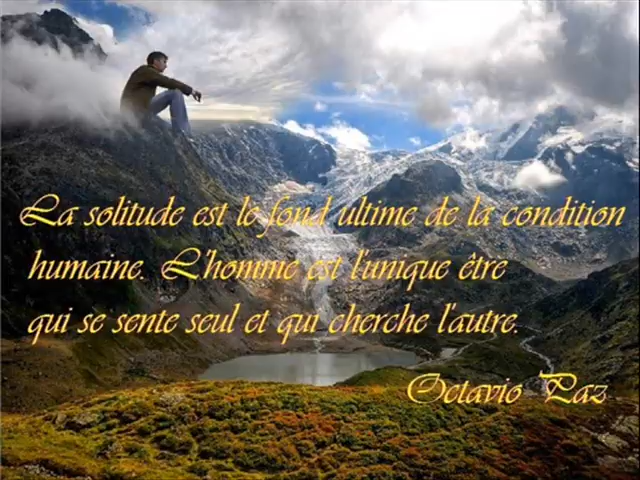 La solitude est le fond ultime de la condition
humaine. L'homme est l'unique être
qui se sente seul et qui cherche l'autre.
Octavio Paz